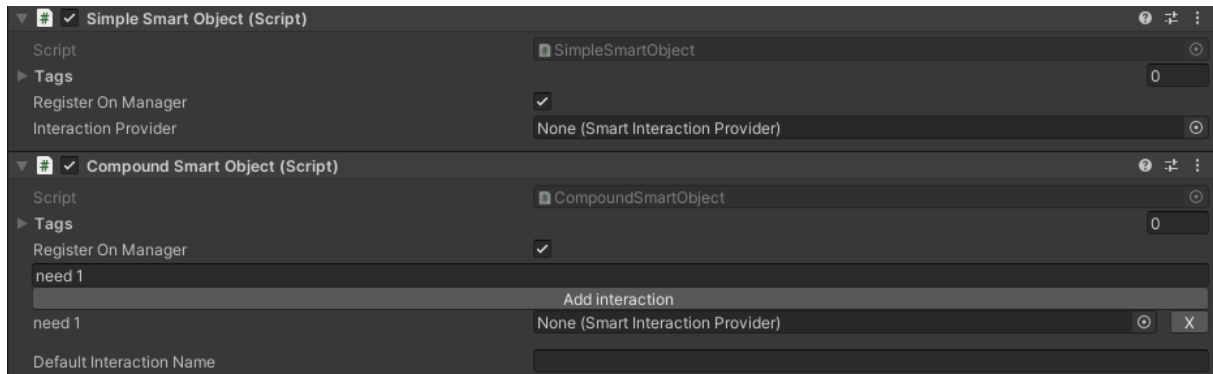 Simple Smart Object (Script)
Script SimpleSmartObject
Tags 0
Register On Manager
Interaction Provider None (Smart Interaction Provider)
Compound Smart Object (Script)
Script CompoundSmartObject
Tags 0
Register On Manager
need 1
Add interaction
need 1 None (Smart Interaction Provider) X
Default Interaction Name